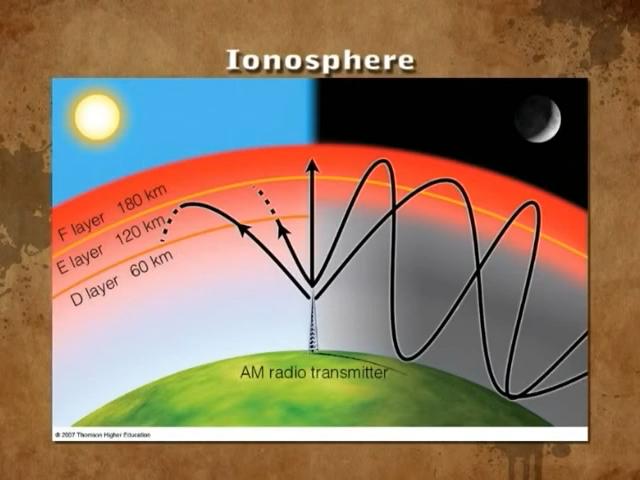 Ionosphere
F layer 180 km
E layer 120 km
D layer 60 km
AM radio transmitter
© 2007 Thomson Higher Education